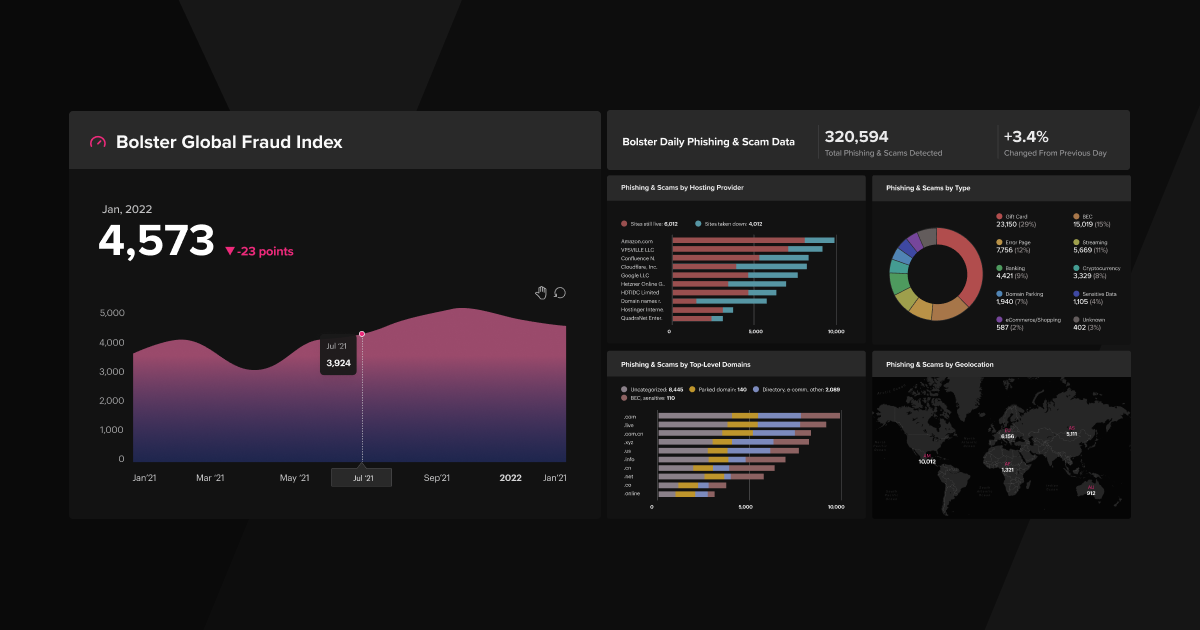 Bolster Global Fraud Index
Jan, 2022
4,573
-23 points
5,000
4,000
3,000
2,000
1,000
0
Jul '21
3,924
Jan'21
Mar '21
May '21
Jul '21
Sep'21
2022
Jan'21
Bolster Daily Phishing & Scam Data
320,594
Total Phishing & Scams Detected
+3.4%
Changed From Previous Day
Phishing & Scams by Hosting Provider
Sites still live: 6,012
Sites taken down: 4,012
Amazon.com
VPSVILLE LLC
Confluence N.
Cloudflare, Inc.
Google LLC
Hetzner Online G..
HDTIDC Limited
Domain names r.
Hostinger Interne.
QuadraNet Enter.
0
5,000
10,000
Phishing & Scams by Type
Gift Card
23,150 (29%)
BEC
15,019 (15%)
Error Page
7,756 (12%)
Streaming
5,669 (11%)
Banking
4,421 (9%)
Cryptocurrency
3,329 (8%)
Domain Parking
1,940 (7%)
Sensitive Data
1,105 (4%)
eCommerce/Shopping
587 (2%)
Unknown
402 (3%)
Phishing & Scams by Top-Level Domains
Uncategorized: 8,445
Parked domain: 140
Directory, e-comm, other: 2,089
BEC, sensitive: 110
.com
.live
.com.cn
.xyz
.us
.info
.cn
.net
.co
.online
0
5,000
10,000
Phishing & Scams by Geolocation
6,156
5,111
10,012
1,321
912